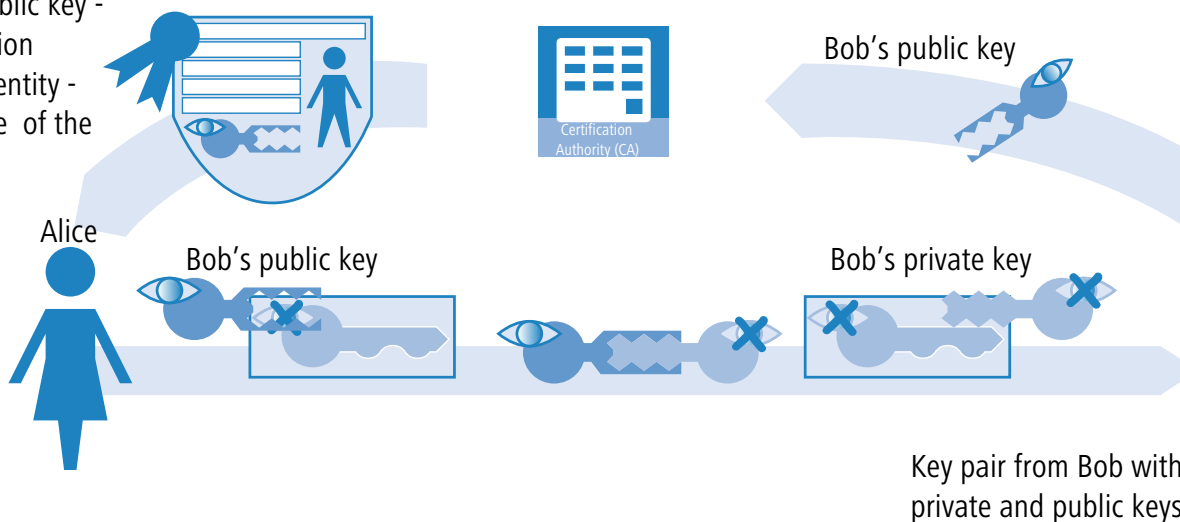 blic key -
ion
entity -
e of the
Certification
Authority (CA)
Bob's public key
Alice
Bob's public key
Bob's private key
Key pair from Bob with
private and public keys